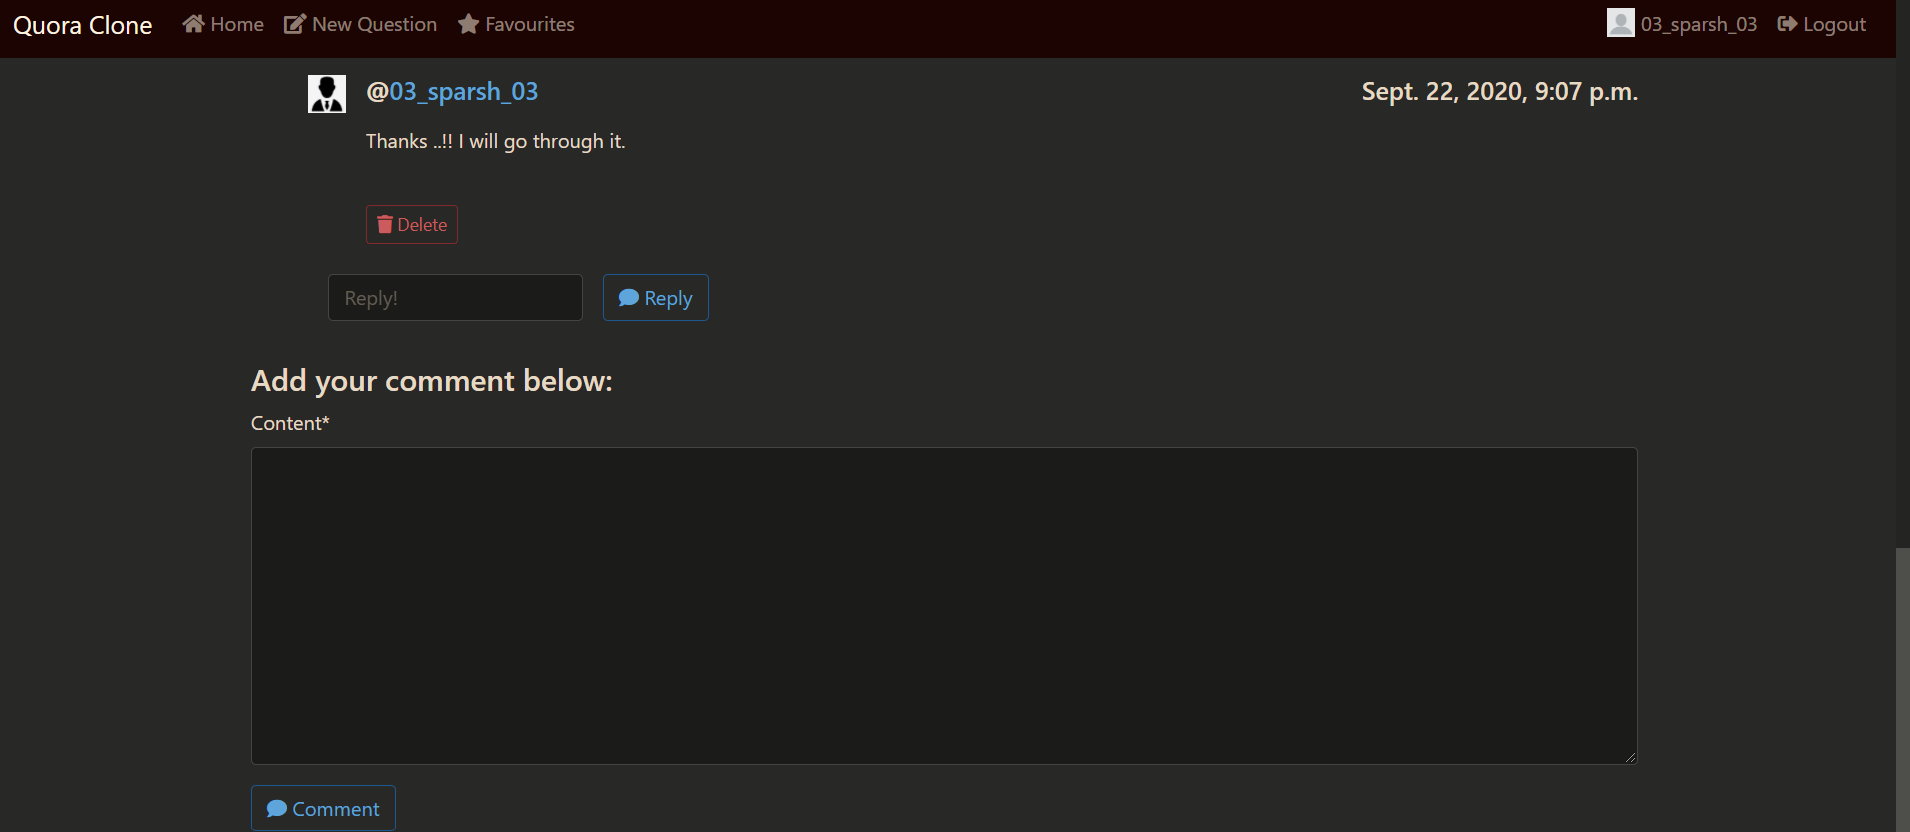 Quora Clone Home New Question Favourites 03_sparsh_03 Logout
@03_sparsh_03 Sept. 22, 2020, 9:07 p.m.
Thanks ..!! I will go through it.
Delete
Reply! Reply
Add your comment below:
Content*
Comment